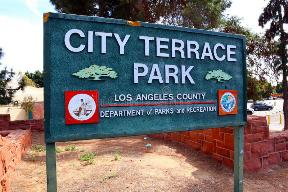 CITY TERRACE
PARK
LOS ANGELES COUNTY
DEPARTMENT OF PARKS AND RECREATION